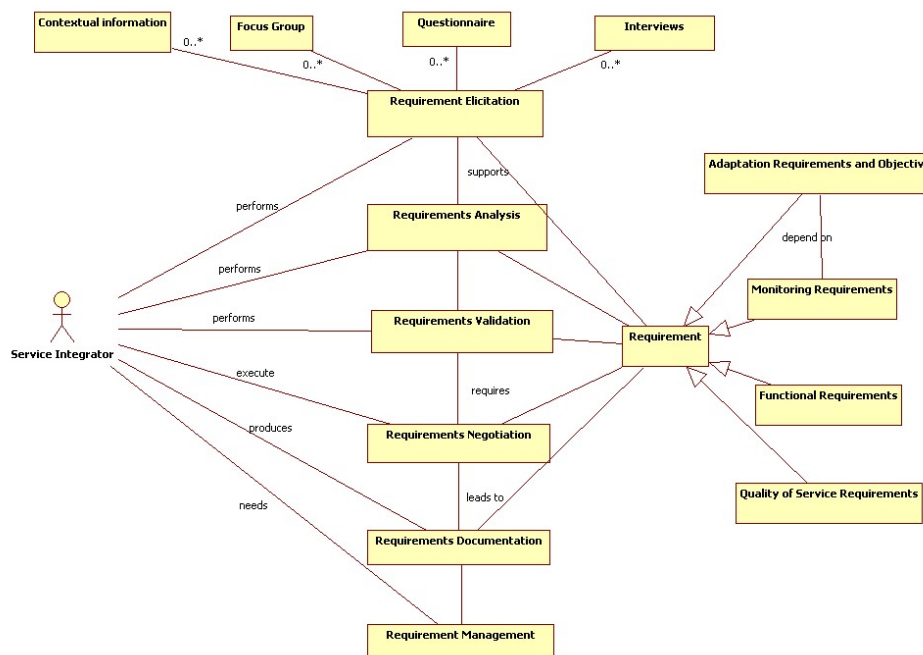 Contextual information
Focus Group
Questionnaire
Interviews
0..*
0..*
0..*
0..*
Requirement Elicitation
supports
Adaptation Requirements and Objectiv
performs
Requirements Analysis
depend on
performs
Monitoring Requirements
performs
Requirements Validation
Requirement
Service Integrator
execute
requires
Functional Requirements
produces
Requirements Negotiation
needs
leads to
Quality of Service Requirements
Requirements Documentation
Requirement Management